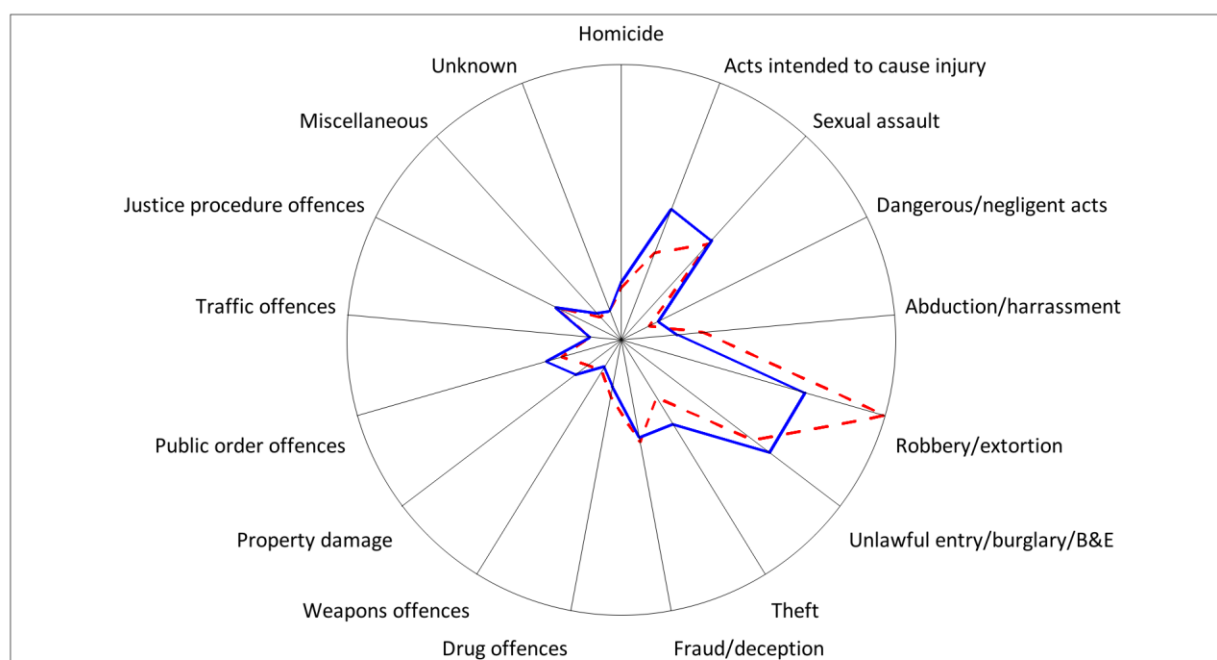 Homicide
Acts intended to cause injury
Sexual assault
Dangerous/negligent acts
Abduction/harrassment
Robbery/extortion
Unlawful entry/burglary/B&E
Theft
Fraud/deception
Drug offences
Weapons offences
Property damage
Public order offences
Traffic offences
Justice procedure offences
Miscellaneous
Unknown